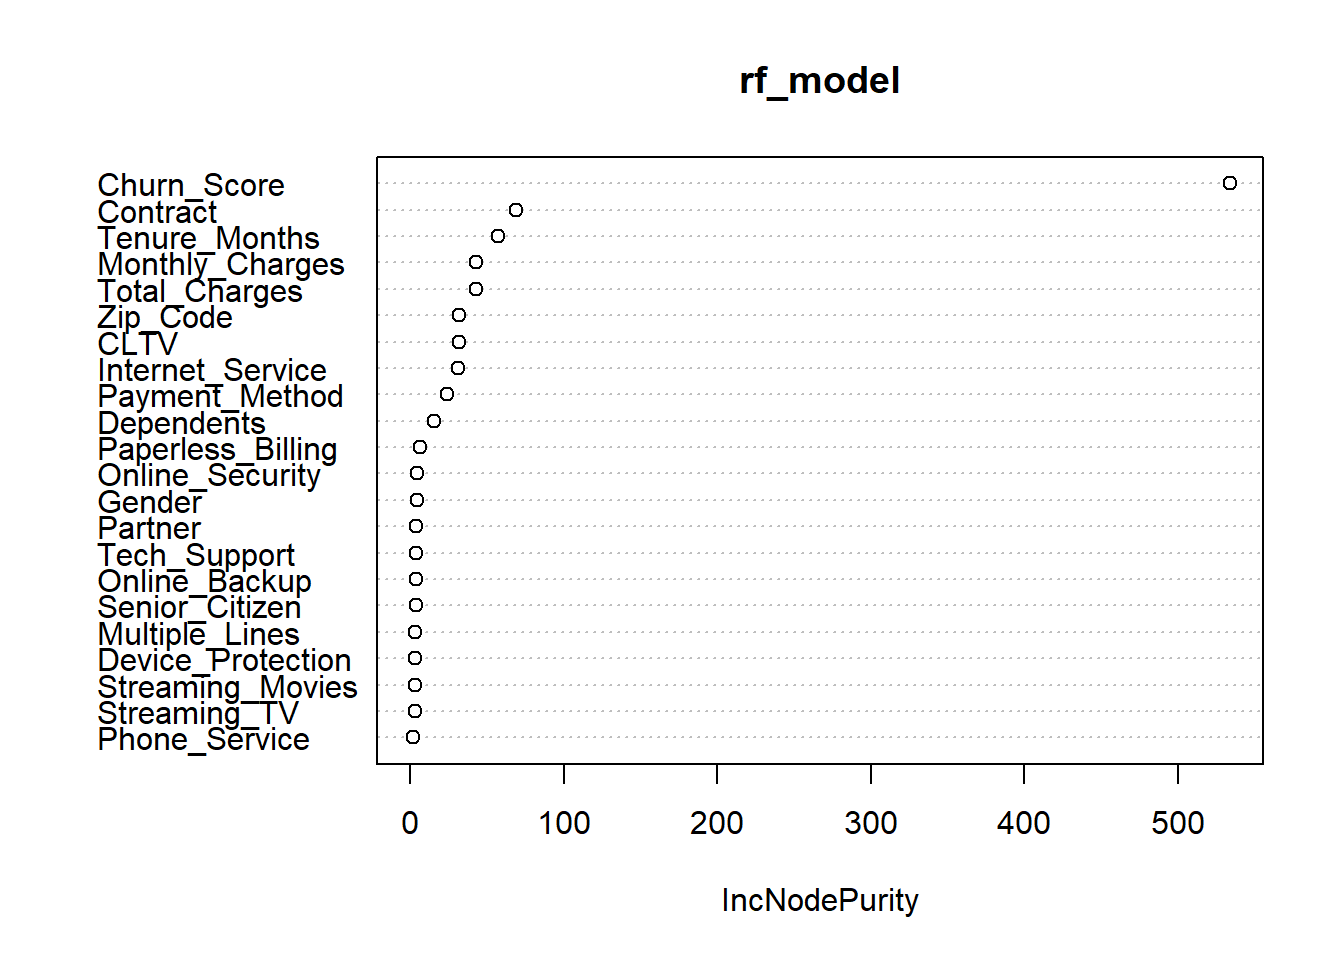 rf_model
Churn_Score
Contract
Tenure_Months
Monthly_Charges
Total_Charges
Zip_Code
CLTV
Internet_Service
Payment_Method
Dependents
Paperless_Billing
Online_Security
Gender
Partner
Tech_Support
Online_Backup
Senior_Citizen
Multiple_Lines
Device_Protection
Streaming_Movies
Streaming_TV
Phone_Service
0 100 200 300 400 500
IncNodePurity